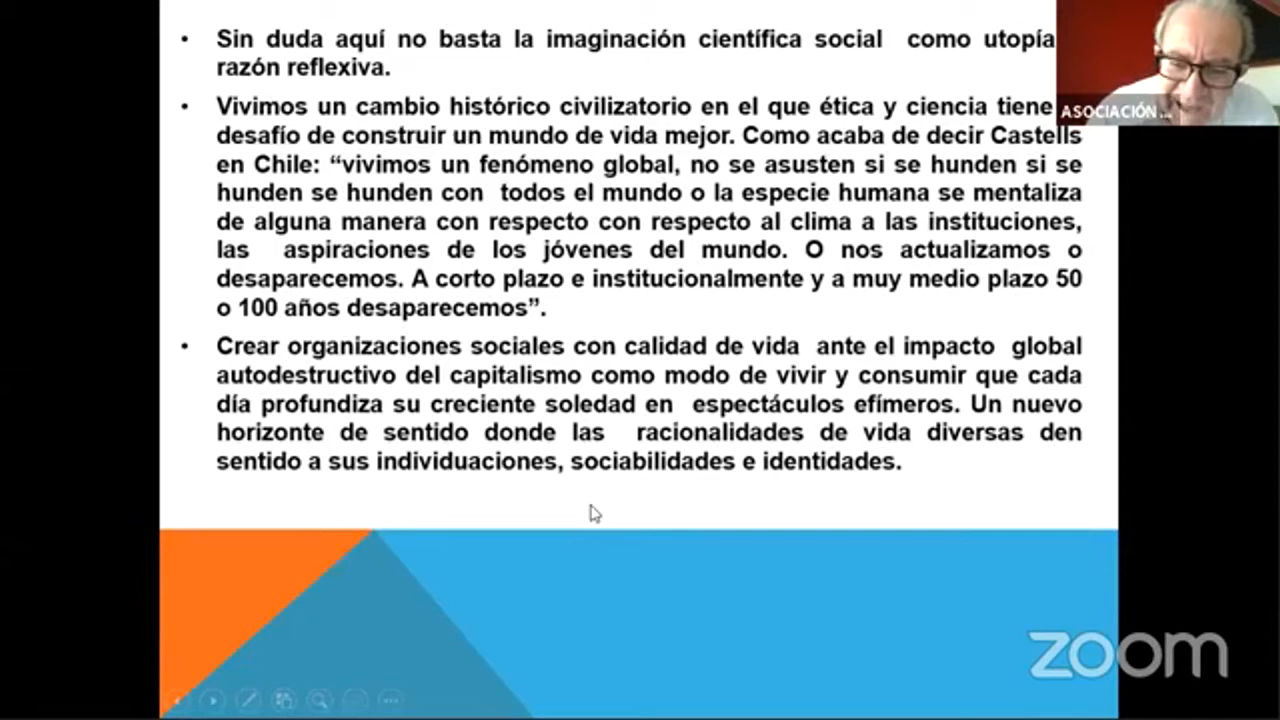 • Sin duda aquí no basta la imaginación científica social como utopía
razón reflexiva.
• Vivimos un cambio histórico civilizatorio en el que ética y ciencia tiene
desafío de construir un mundo de vida mejor. Como acaba de decir Castells
en Chile: “vivimos un fenómeno global, no se asusten si se hunden si se
hunden se hunden con todos el mundo o la especie humana se mentaliza
de alguna manera con respecto con respecto al clima a las instituciones,
las aspiraciones de los jóvenes del mundo. O nos actualizamos o
desaparecemos. A corto plazo e institucionalmente y a muy medio plazo 50
o 100 años desaparecemos”.
• Crear organizaciones sociales con calidad de vida ante el impacto global
autodestructivo del capitalismo como modo de vivir y consumir que cada
día profundiza su creciente soledad en espectáculos efímeros. Un nuevo
horizonte de sentido donde las racionalidades de vida diversas den
sentido a sus individuaciones, sociabilidades e identidades.
ASOCIACIÓN ...
zoom